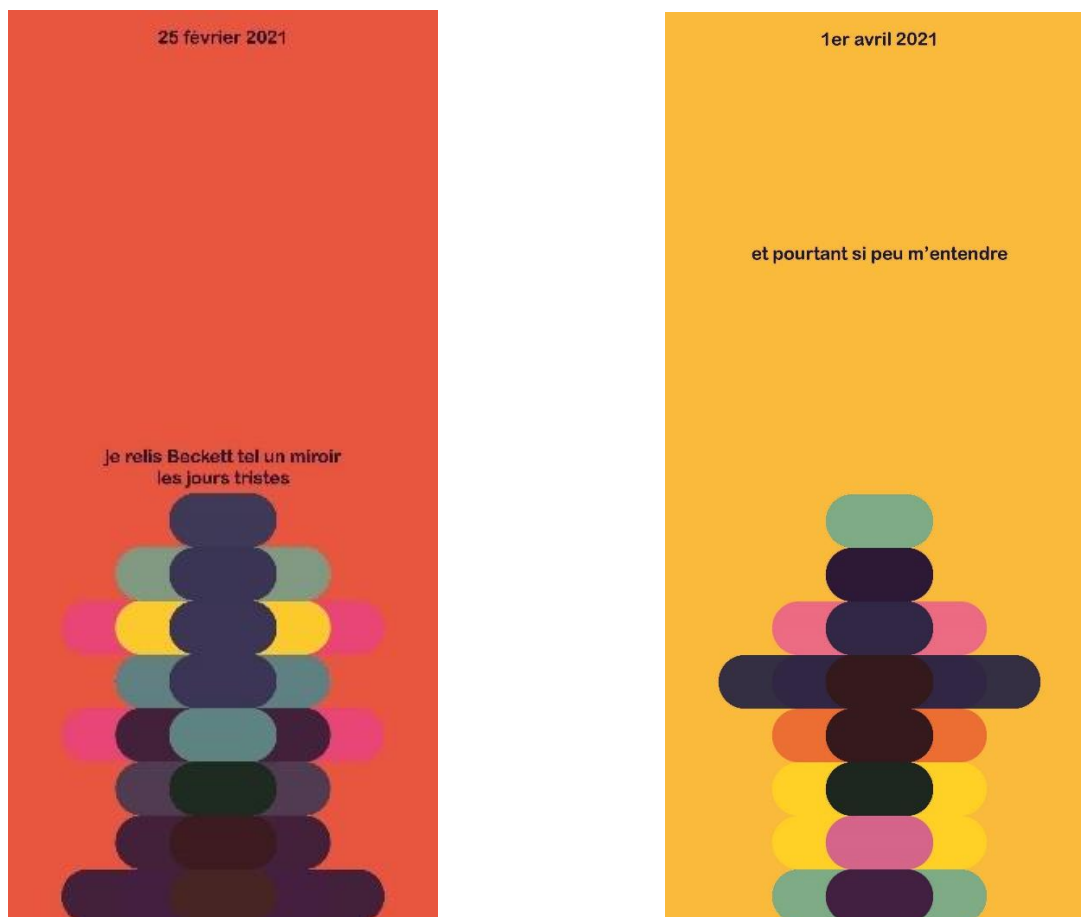 25 février 2021
je relis Beckett tel un miroir
les jours tristes
1er avril 2021
et pourtant si peu m’entendre